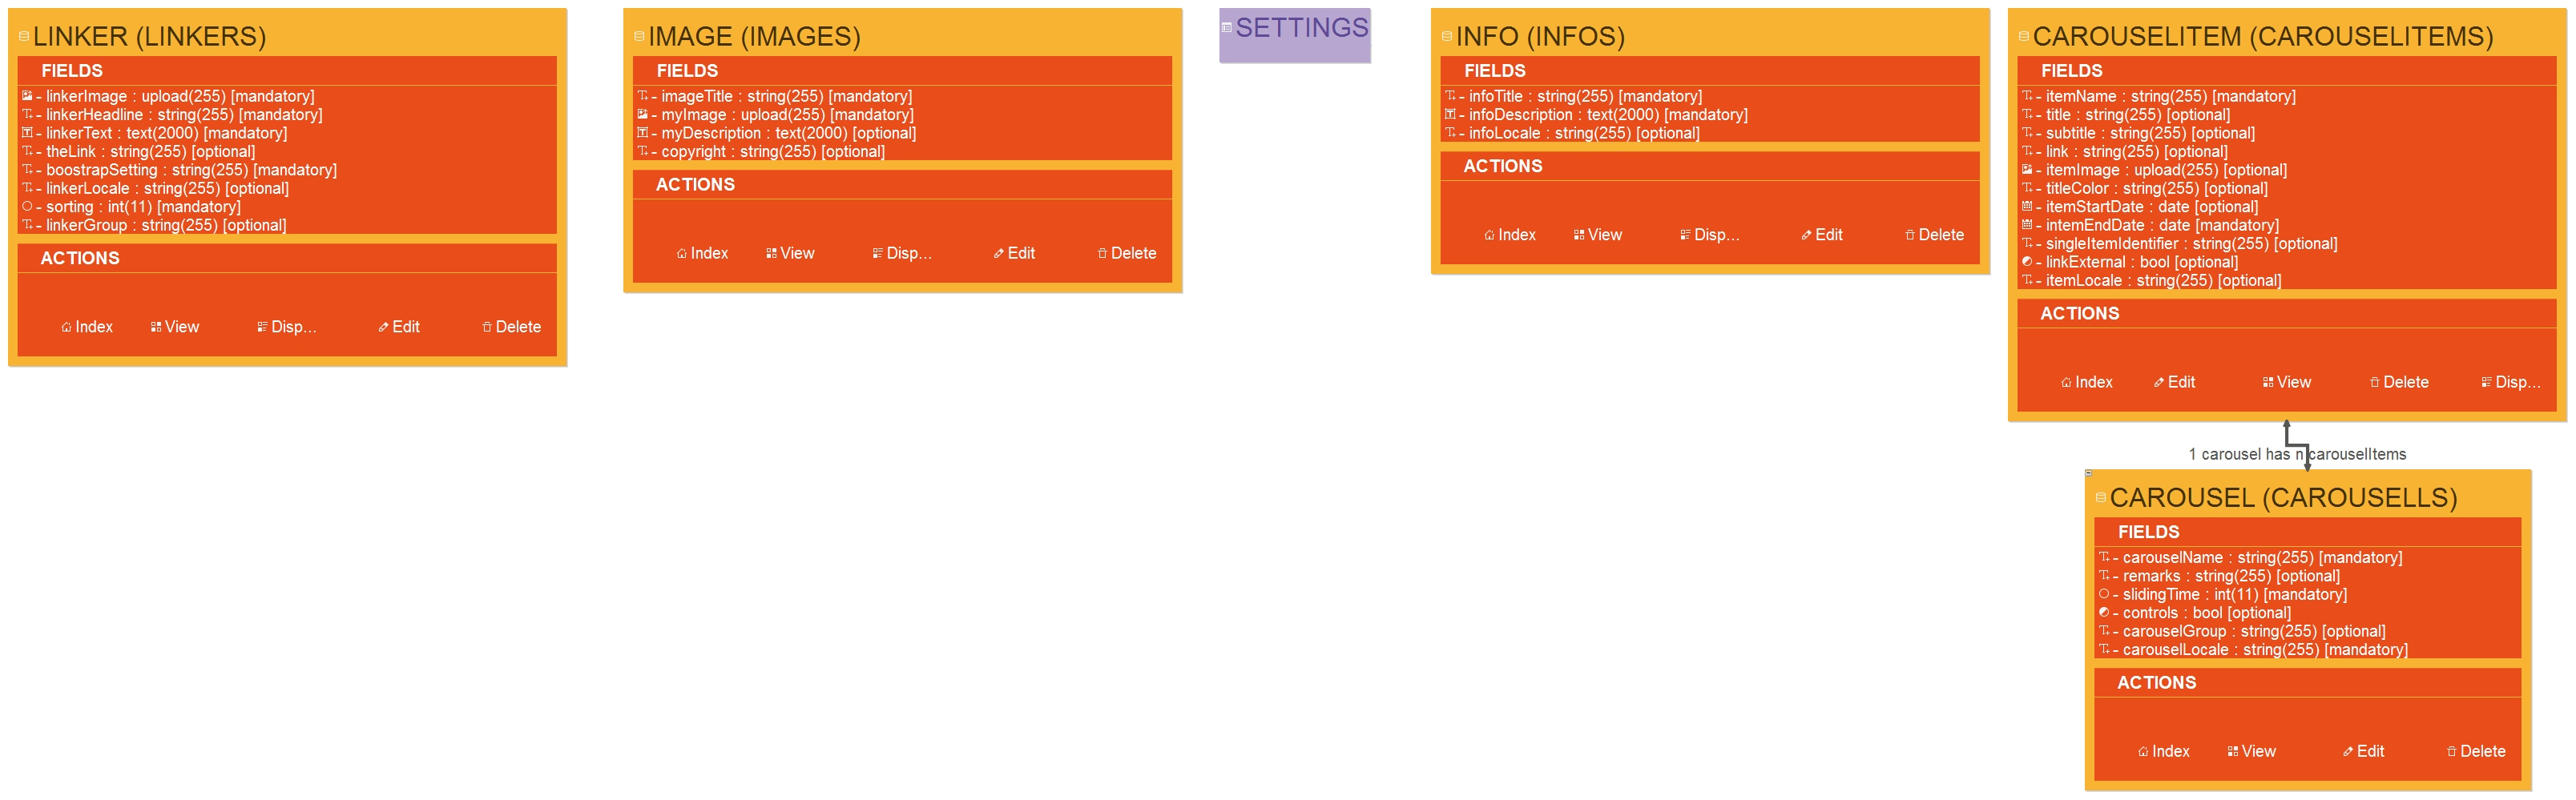 LINKER (LINKERS)
FIELDS
- linkerImage : upload(255) [mandatory]
- linkerHeadline : string(255) [mandatory]
- linkerText : text(2000) [mandatory]
- theLink : string(255) [optional]
- boostrapSetting : string(255) [mandatory]
- linkerLocale : string(255) [optional]
- sorting : int(11) [mandatory]
- linkerGroup : string(255) [optional]
ACTIONS
Index View Disp... Edit Delete
IMAGE (IMAGES)
FIELDS
- imageTitle : string(255) [mandatory]
- myImage : upload(255) [mandatory]
- myDescription : text(2000) [optional]
- copyright : string(255) [optional]
ACTIONS
Index View Disp... Edit Delete
SETTINGS
INFO (INFOS)
FIELDS
- infoTitle : string(255) [mandatory]
- infoDescription : text(2000) [mandatory]
- infoLocale : string(255) [optional]
ACTIONS
Index View Disp... Edit Delete
CAROUSELITEM (CAROUSELITEMS)
FIELDS
- itemName : string(255) [mandatory]
- title : string(255) [optional]
- subtitle : string(255) [optional]
- link : string(255) [optional]
- itemImage : upload(255) [optional]
- titleColor : string(255) [optional]
- itemStartDate : date [optional]
- intemEndDate : date [mandatory]
- singleItemIdentifier : string(255) [optional]
- linkExternal : bool [optional]
- itemLocale : string(255) [optional]
ACTIONS
Index Edit View Delete Disp...
1 carousel has n carouselItems
CAROUSEL (CAROUSELLS)
FIELDS
- carouselName : string(255) [mandatory]
- remarks : string(255) [optional]
- slidingTime : int(11) [mandatory]
- controls : bool [optional]
- carouselGroup : string(255) [optional]
- carouselLocale : string(255) [mandatory]
ACTIONS
Index View Edit Delete